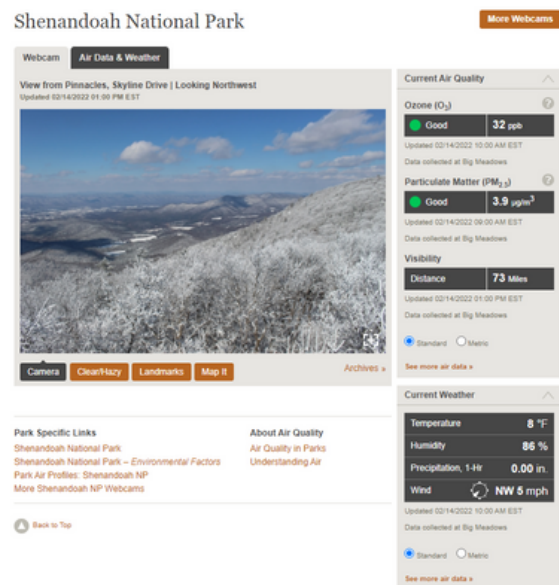 Shenandoah National Park
More Webcams
Webcam
Air Data & Weather
View from Pinnacles, Skyline Drive | Looking Northwest
Updated 02/14/2022 01:00 PM EST
Camera
Clear/Hazy
Landmarks
Map It
Archives »
Current Air Quality
Ozone (O3)
Good 32 ppb
Updated 02/14/2022 10:00 AM EST
Data collected at Big Meadows
Particulate Matter (PM2.5)
Good 3.9 µg/m3
Updated 02/14/2022 09:00 AM EST
Data collected at Big Meadows
Visibility
Distance 73 Miles
Updated 02/14/2022 01:00 PM EST
Data collected at Big Meadows
Standard Metric
See more air data »
Current Weather
Temperature 8 °F
Humidity 86 %
Precipitation, 1-Hr 0.00 in.
Wind NW 5 mph
Updated 02/14/2022 10:00 AM EST
Data collected at Big Meadows
Standard Metric
See more air data »
Park Specific Links
Shenandoah National Park
Shenandoah National Park – Environmental Factors
Park Air Profiles: Shenandoah NP
More Shenandoah NP Webcams
About Air Quality
Air Quality in Parks
Understanding Air
Back to Top